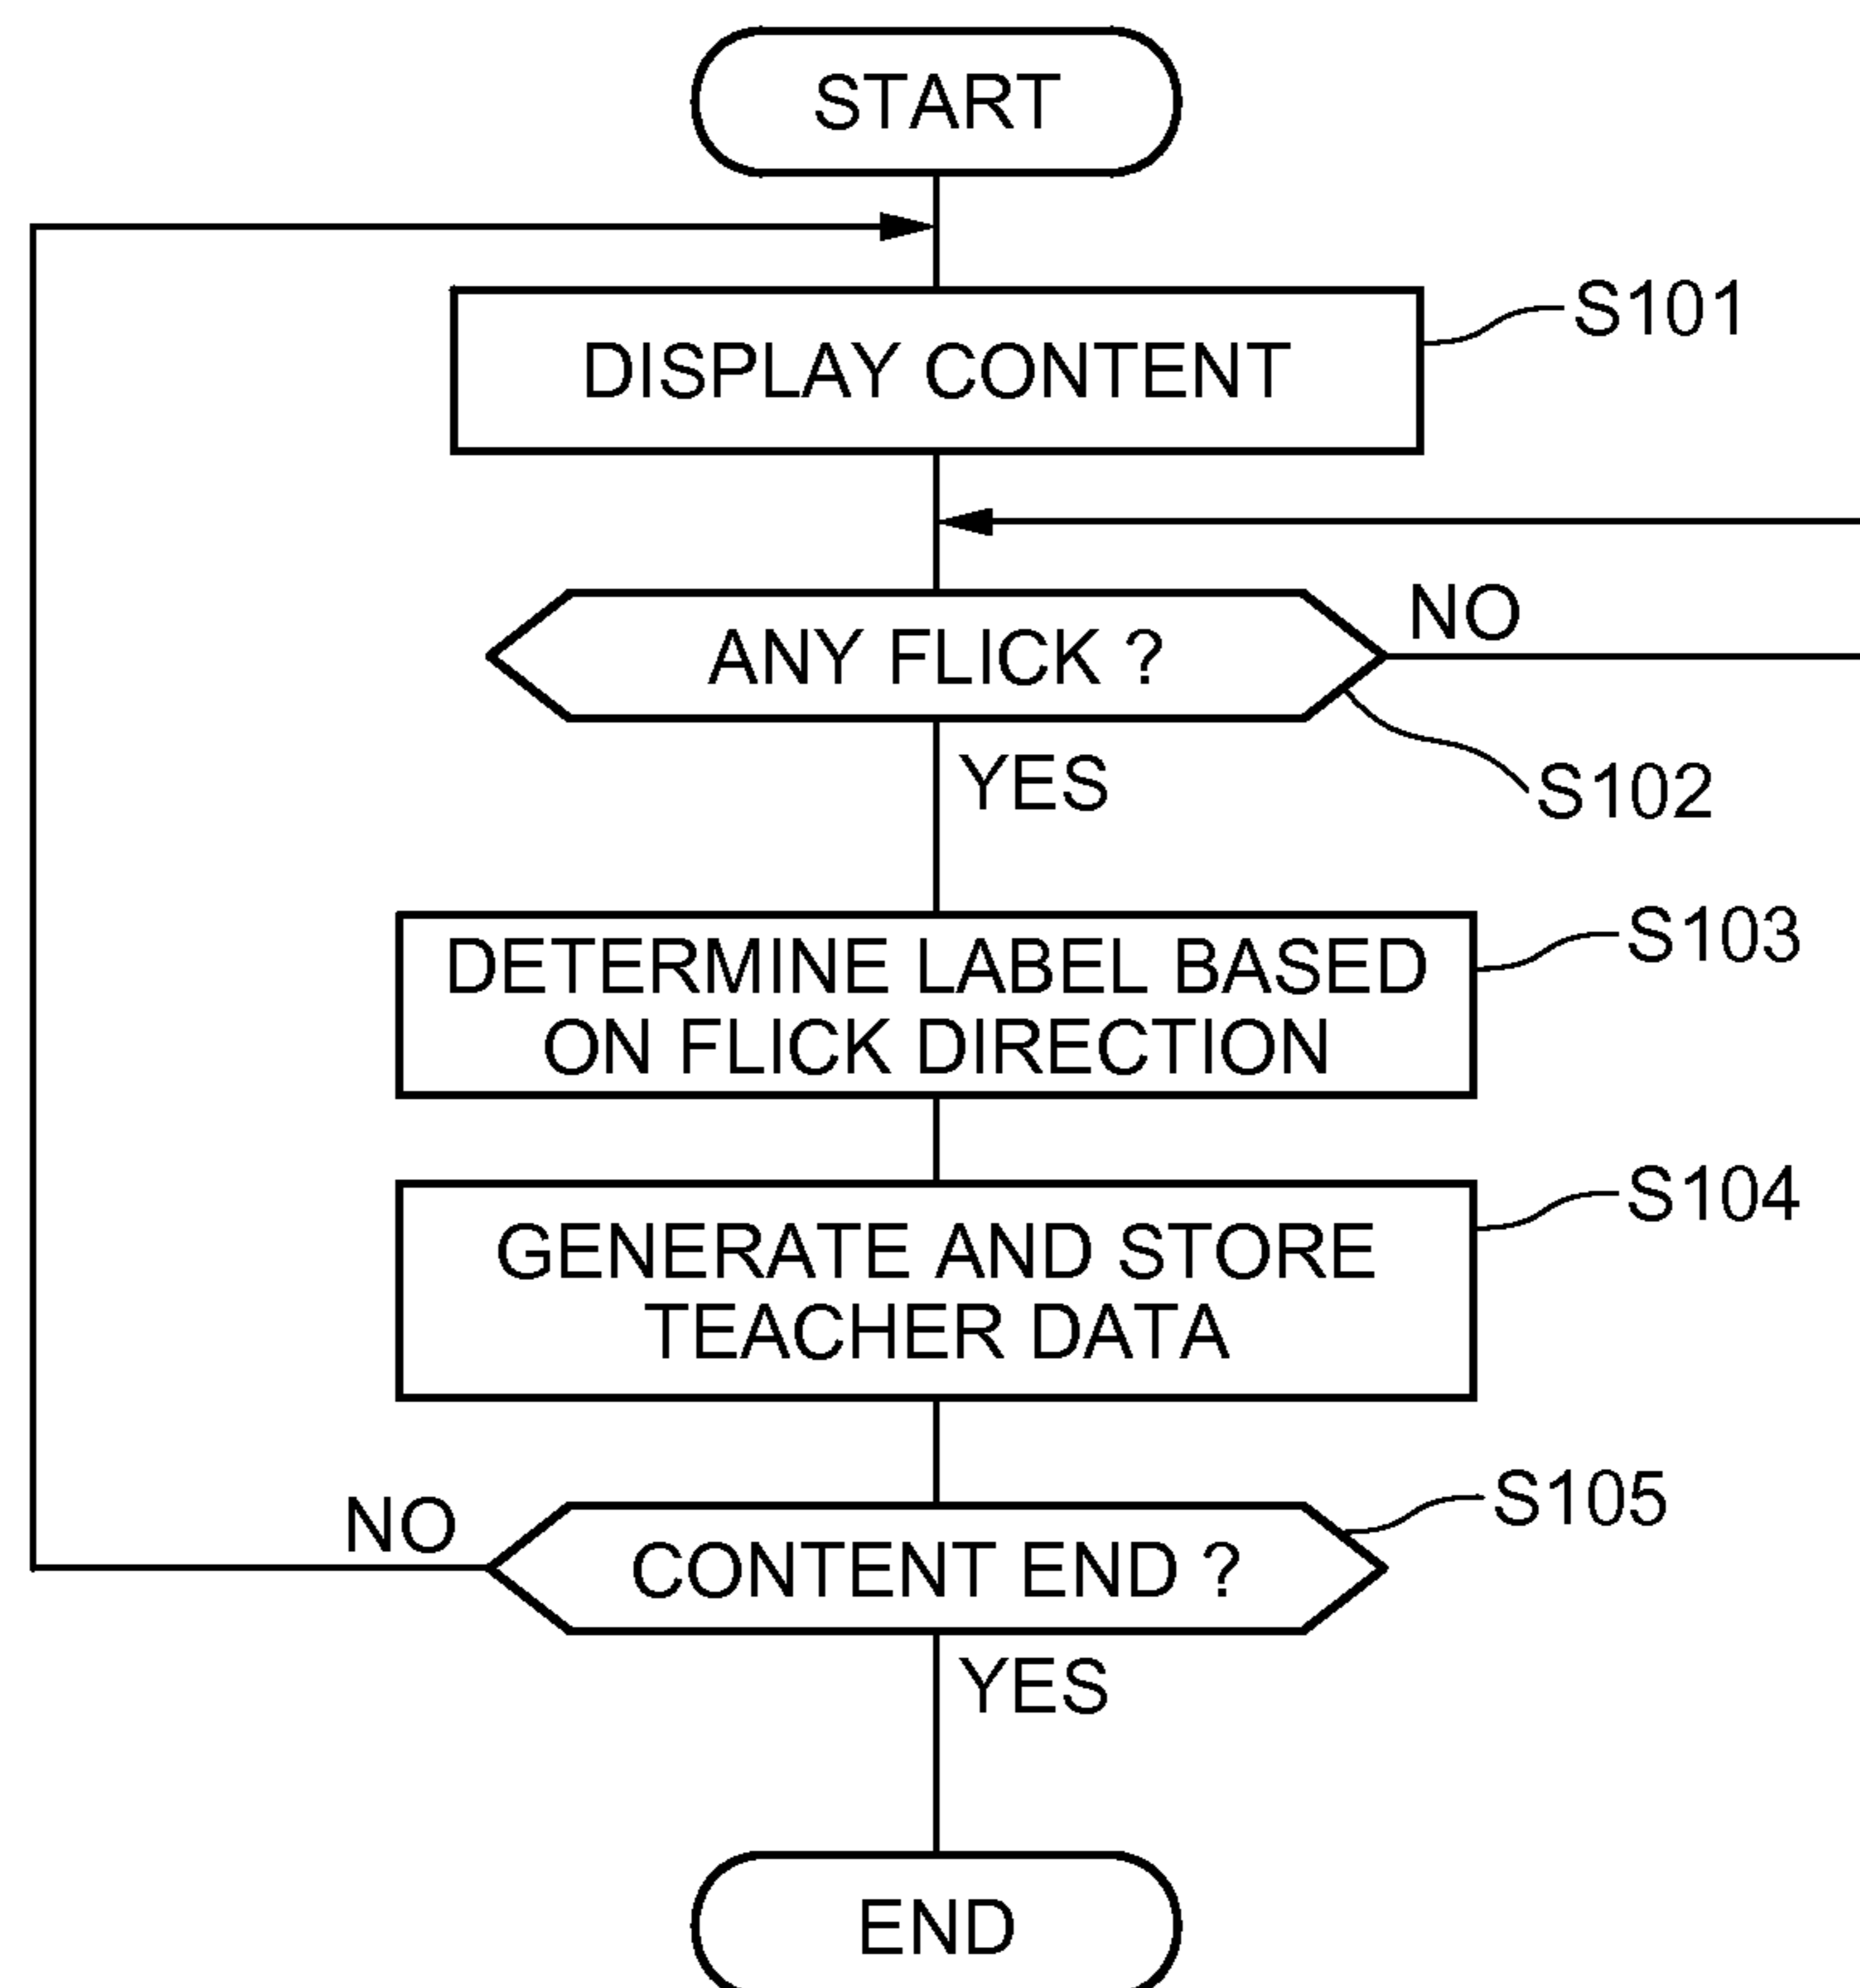 START
DISPLAY CONTENT
S101
ANY FLICK ?
NO
S102
YES
DETERMINE LABEL BASED
ON FLICK DIRECTION
S103
GENERATE AND STORE
TEACHER DATA
S104
CONTENT END ?
S105
NO
YES
END